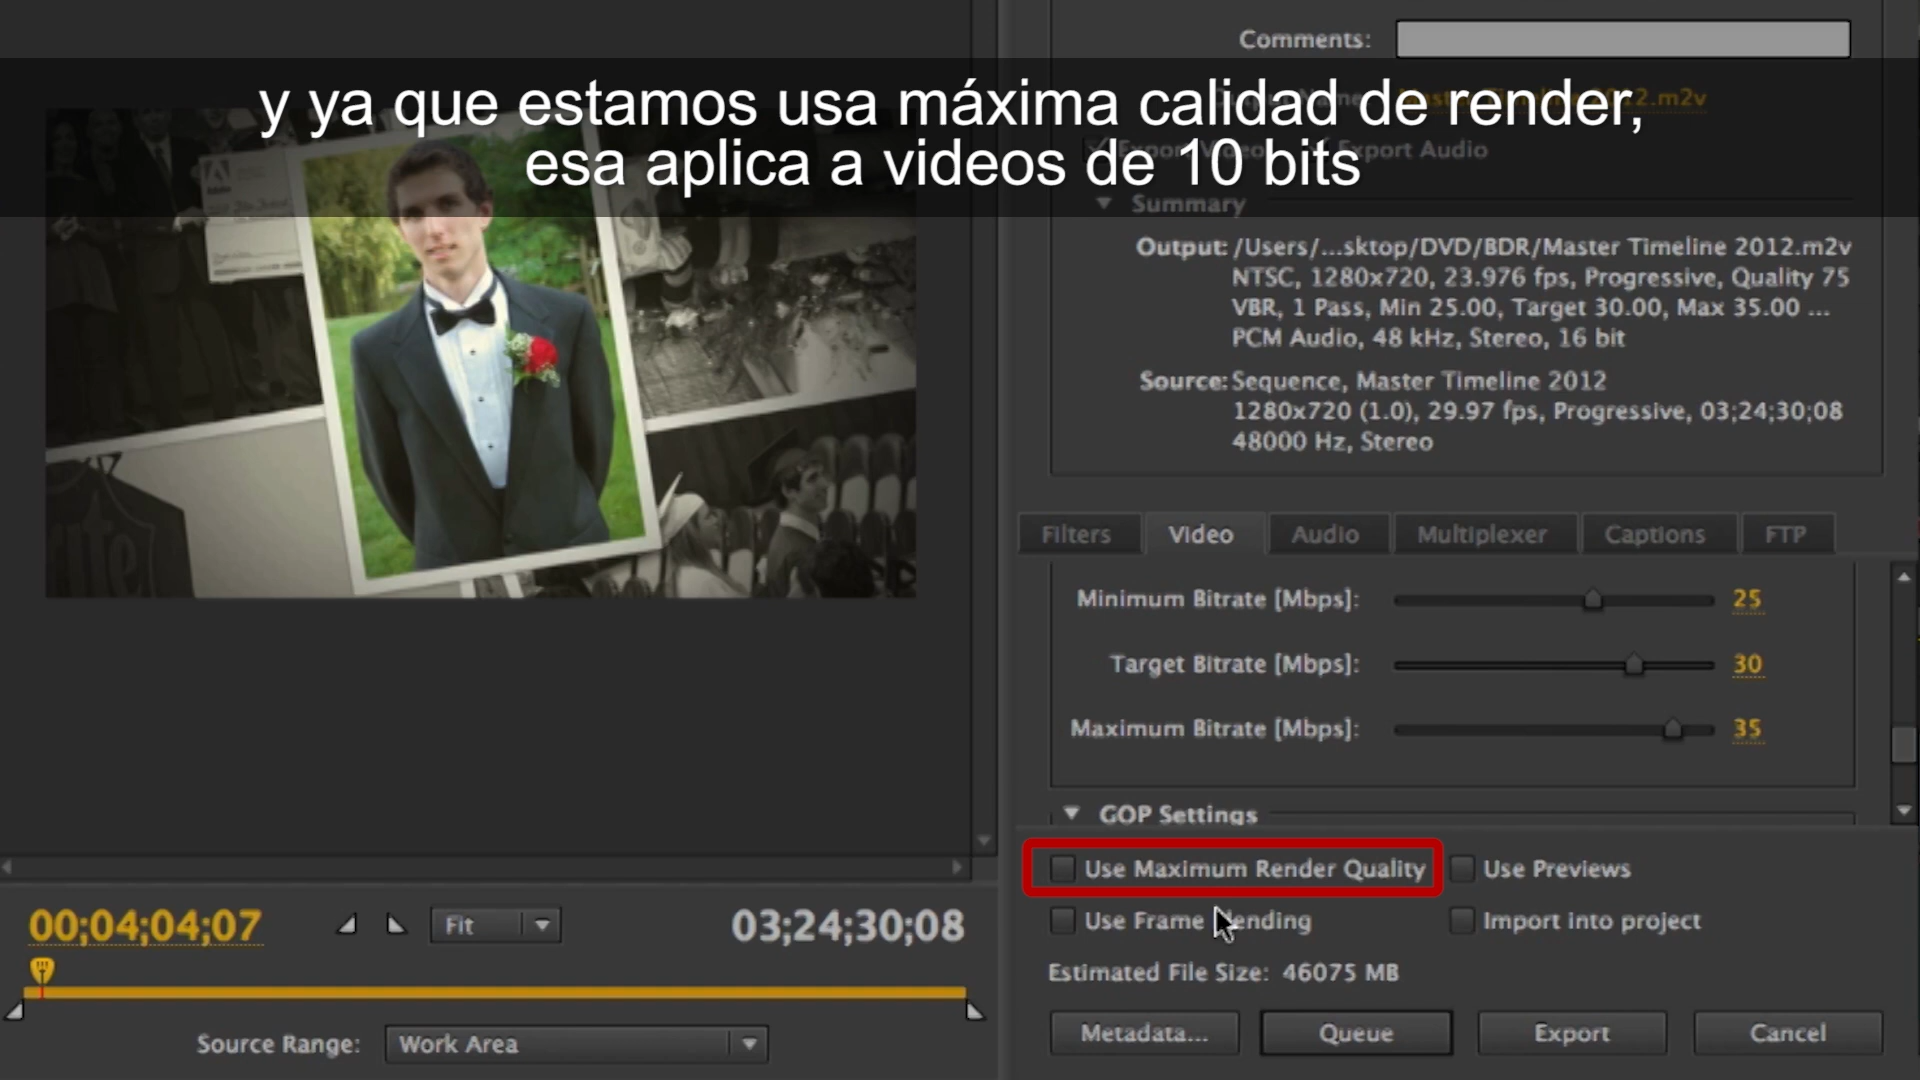 Comments:
y ya que estamos usa máxima calidad de render,
esa aplica a videos de 10 bits
Export Audio
Summary
Output: /Users/...sktop/DVD/BDR/Master Timeline 2012.m2v
NTSC, 1280x720, 23.976 fps, Progressive, Quality 75
VBR, 1 Pass, Min 25.00, Target 30.00, Max 35.00 ...
PCM Audio, 48 kHz, Stereo, 16 bit
Source: Sequence, Master Timeline 2012
1280x720 (1.0), 29.97 fps, Progressive, 03;24;30;08
48000 Hz, Stereo
Filters Video Audio Multiplexer Captions FTP
Minimum Bitrate [Mbps]: 25
Target Bitrate [Mbps]: 30
Maximum Bitrate [Mbps]: 35
GOP Settings
Use Maximum Render Quality Use Previews
Use Frame Import into project
Estimated File Size: 46075 MB
Metadata... Queue Export Cancel
00;04;04;07 Fit 03;24;30;08
Source Range: Work Area